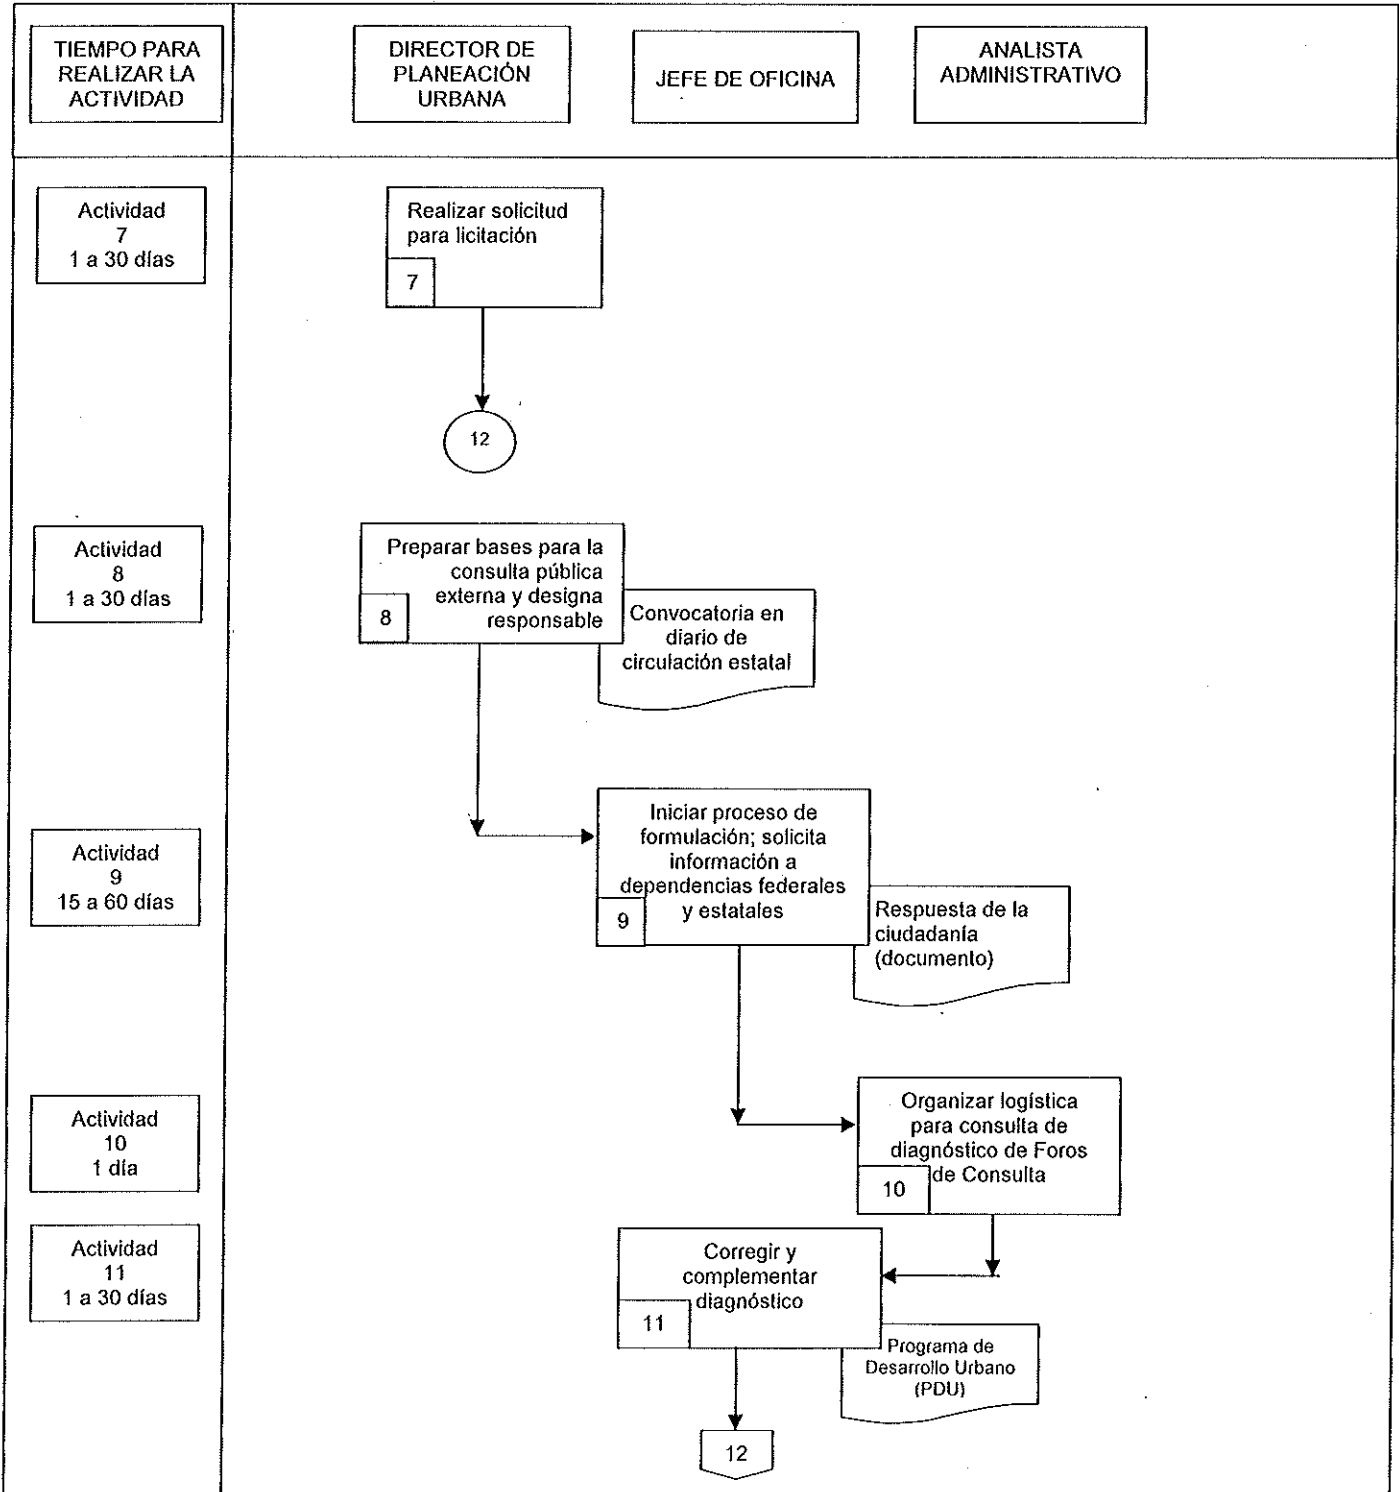 TIEMPO PARA
REALIZAR LA
ACTIVIDAD
DIRECTOR DE
PLANEACIÓN
URBANA
JEFE DE OFICINA
ANALISTA
ADMINISTRATIVO
Actividad
7
1 a 30 días
Realizar solicitud
para licitación
7
12
Actividad
8
1 a 30 días
Preparar bases para la
consulta pública
externa y designa
responsable
8
Convocatoria en
diario de
circulación estatal
Actividad
9
15 a 60 días
Iniciar proceso de
formulación; solicita
información a
dependencias federales
y estatales
9
Respuesta de la
ciudadanía
(documento)
Actividad
10
1 día
Organizar logística
para consulta de
diagnóstico de Foros
de Consulta
10
Actividad
11
1 a 30 días
Corregir y
complementar
diagnóstico
11
Programa de
Desarrollo Urbano
(PDU)
12